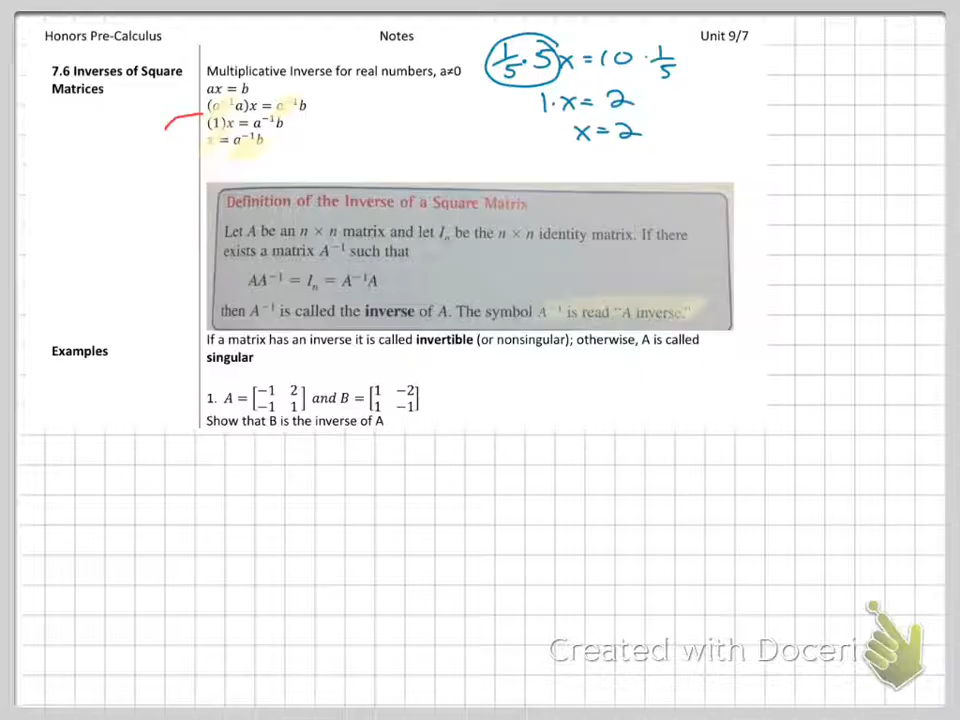 Honors Pre-Calculus Notes Unit 9/7
7.6 Inverses of Square
Matrices
Multiplicative Inverse for real numbers, a≠0
ax = b
(a⁻¹a)x = a⁻¹b
(1)x = a⁻¹b
x = a⁻¹b
1/5 · 5x = 10 · 1/5
1·x = 2
x = 2
Definition of the Inverse of a Square Matrix
Let A be an n × n matrix and let Iₙ be the n × n identity matrix. If there
exists a matrix A⁻¹ such that
AA⁻¹ = Iₙ = A⁻¹A
then A⁻¹ is called the inverse of A. The symbol A⁻¹ is read "A inverse."
If a matrix has an inverse it is called invertible (or nonsingular); otherwise, A is called
singular
Examples
1. A = [−1 2; −1 1] and B = [1 −2; 1 −1]
Show that B is the inverse of A
Created with Doceri